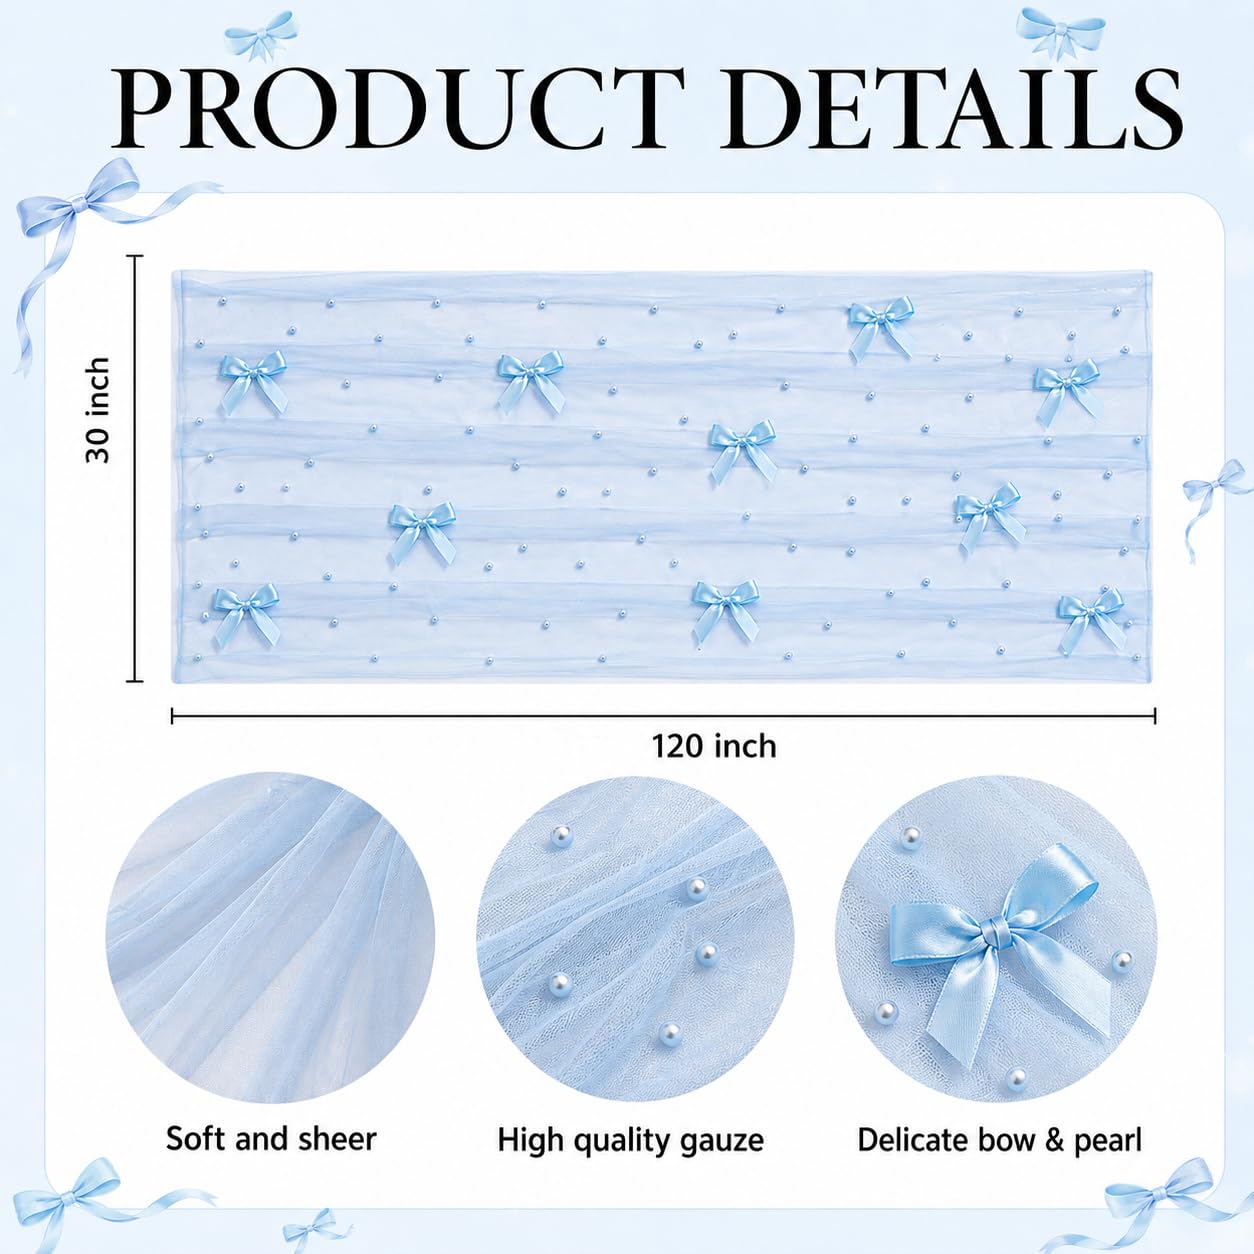 PRODUCT DETAILS
30 inch
120 inch
Soft and sheer
High quality gauze
Delicate bow & pearl